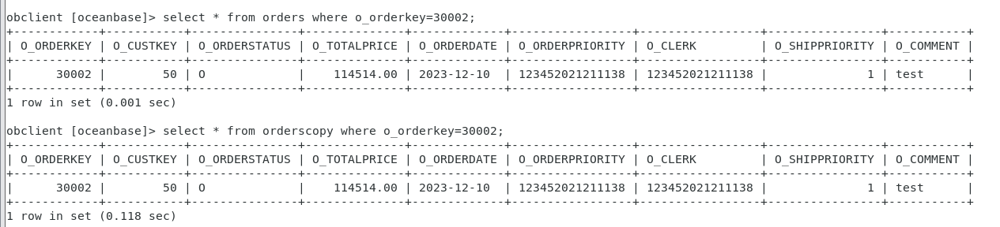 obclient [oceanbase]> select * from orders where o_orderkey=30002;
+------------+-----------+---------------+--------------+-------------+-----------------+-----------------+----------------+-----------+
| O_ORDERKEY | O_CUSTKEY | O_ORDERSTATUS | O_TOTALPRICE | O_ORDERDATE | O_ORDERPRIORITY | O_CLERK         | O_SHIPPRIORITY | O_COMMENT |
+------------+-----------+---------------+--------------+-------------+-----------------+-----------------+----------------+-----------+
|      30002 |        50 | O             |    114514.00 | 2023-12-10  | 123452021211138 | 123452021211138 |              1 | test      |
+------------+-----------+---------------+--------------+-------------+-----------------+-----------------+----------------+-----------+
1 row in set (0.001 sec)
obclient [oceanbase]> select * from orderscopy where o_orderkey=30002;
+------------+-----------+---------------+--------------+-------------+-----------------+-----------------+----------------+-----------+
| O_ORDERKEY | O_CUSTKEY | O_ORDERSTATUS | O_TOTALPRICE | O_ORDERDATE | O_ORDERPRIORITY | O_CLERK         | O_SHIPPRIORITY | O_COMMENT |
+------------+-----------+---------------+--------------+-------------+-----------------+-----------------+----------------+-----------+
|      30002 |        50 | O             |    114514.00 | 2023-12-10  | 123452021211138 | 123452021211138 |              1 | test      |
+------------+-----------+---------------+--------------+-------------+-----------------+-----------------+----------------+-----------+
1 row in set (0.118 sec)